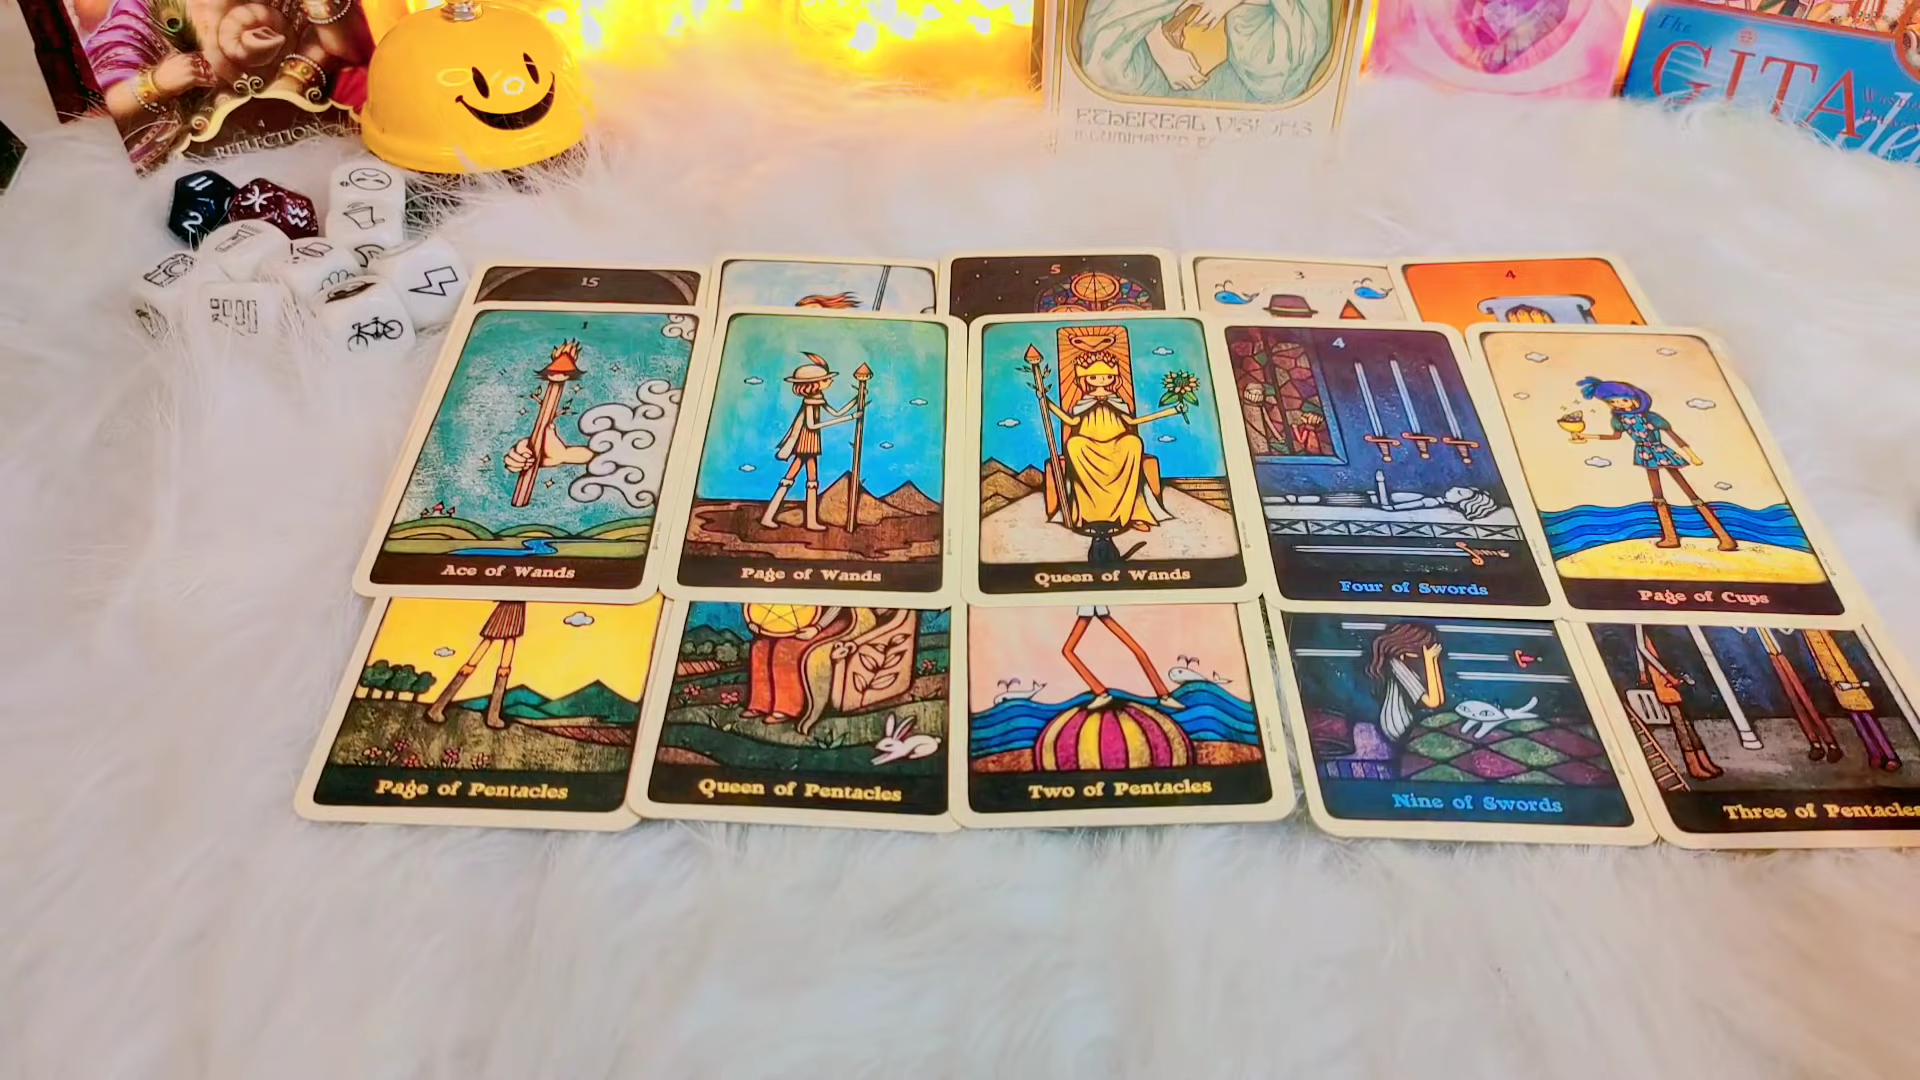 REFLECTION
ETHEREAL VISIONS
The
GITA
11
2
15
5
3
4
1
4
Ace of Wands
Page of Wands
Queen of Wands
Four of Swords
Page of Cups
Page of Pentacles
Queen of Pentacles
Two of Pentacles
Nine of Swords
Three of Pentacles